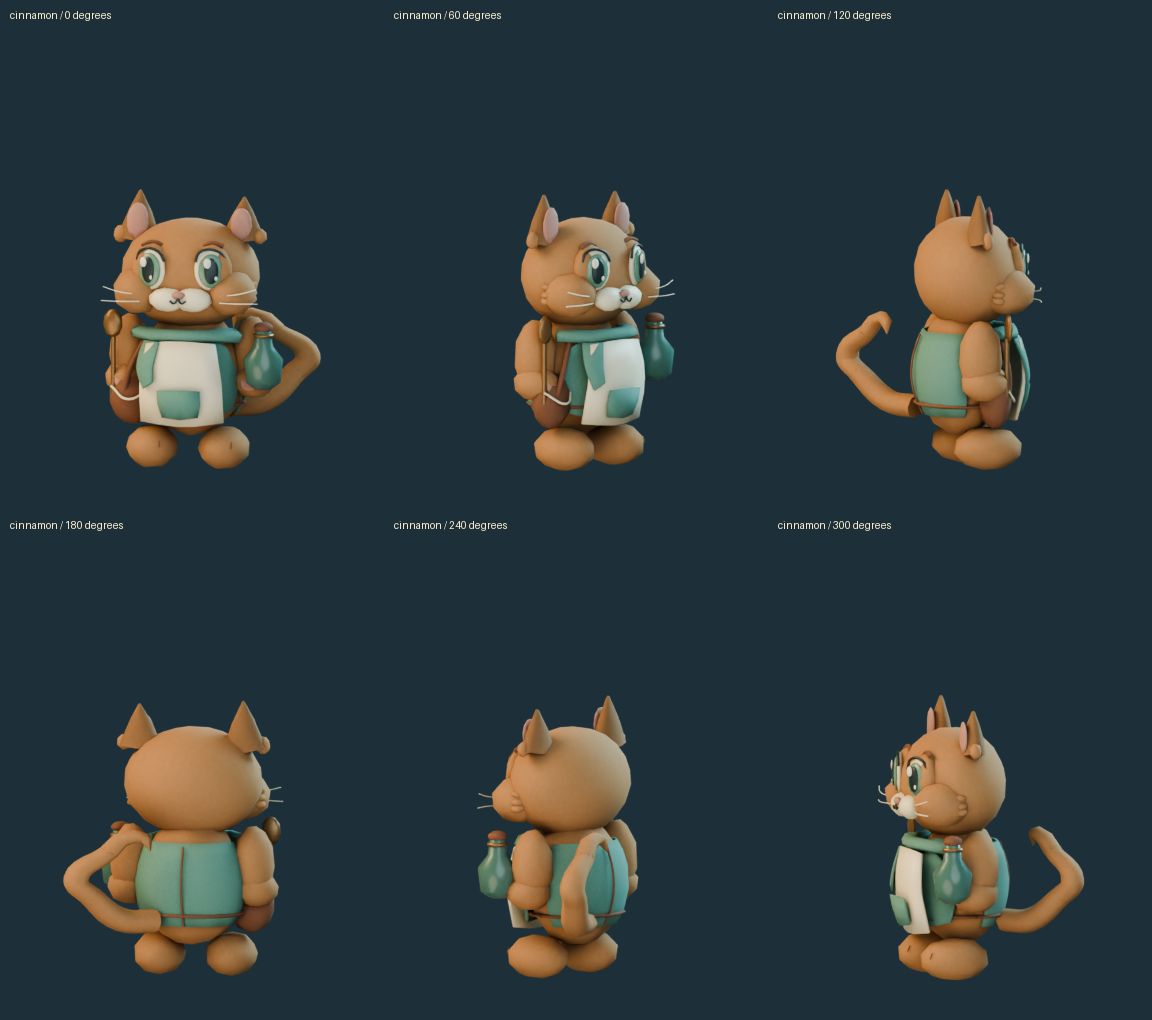 cinnamon / 0 degrees
cinnamon / 60 degrees
cinnamon / 120 degrees
cinnamon / 180 degrees
cinnamon / 240 degrees
cinnamon / 300 degrees